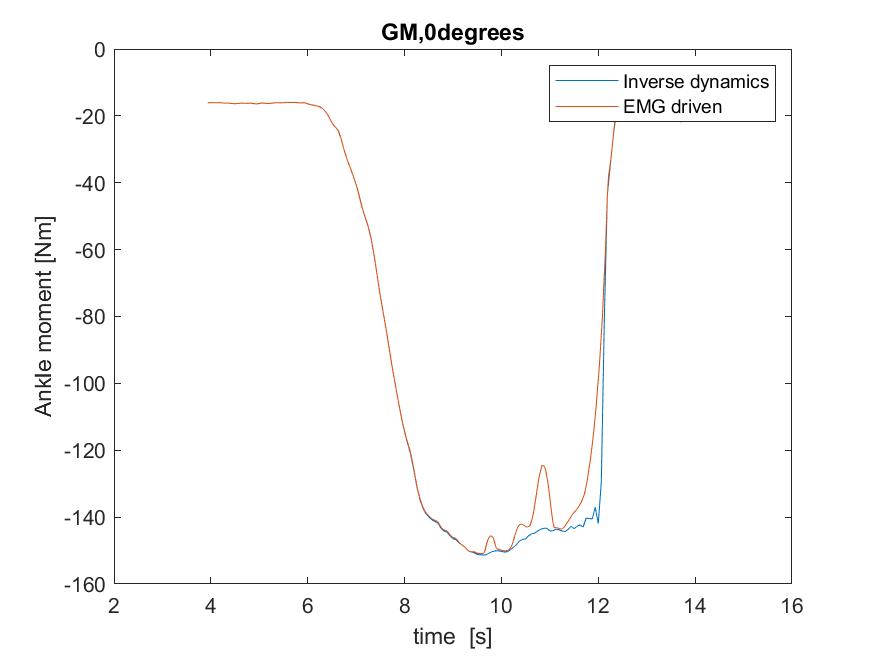 GM,0degrees
0
-20
-40
-60
-80
-100
-120
-140
-160
Ankle moment [Nm]
Inverse dynamics
EMG driven
2 4 6 8 10 12 14 16
time [s]